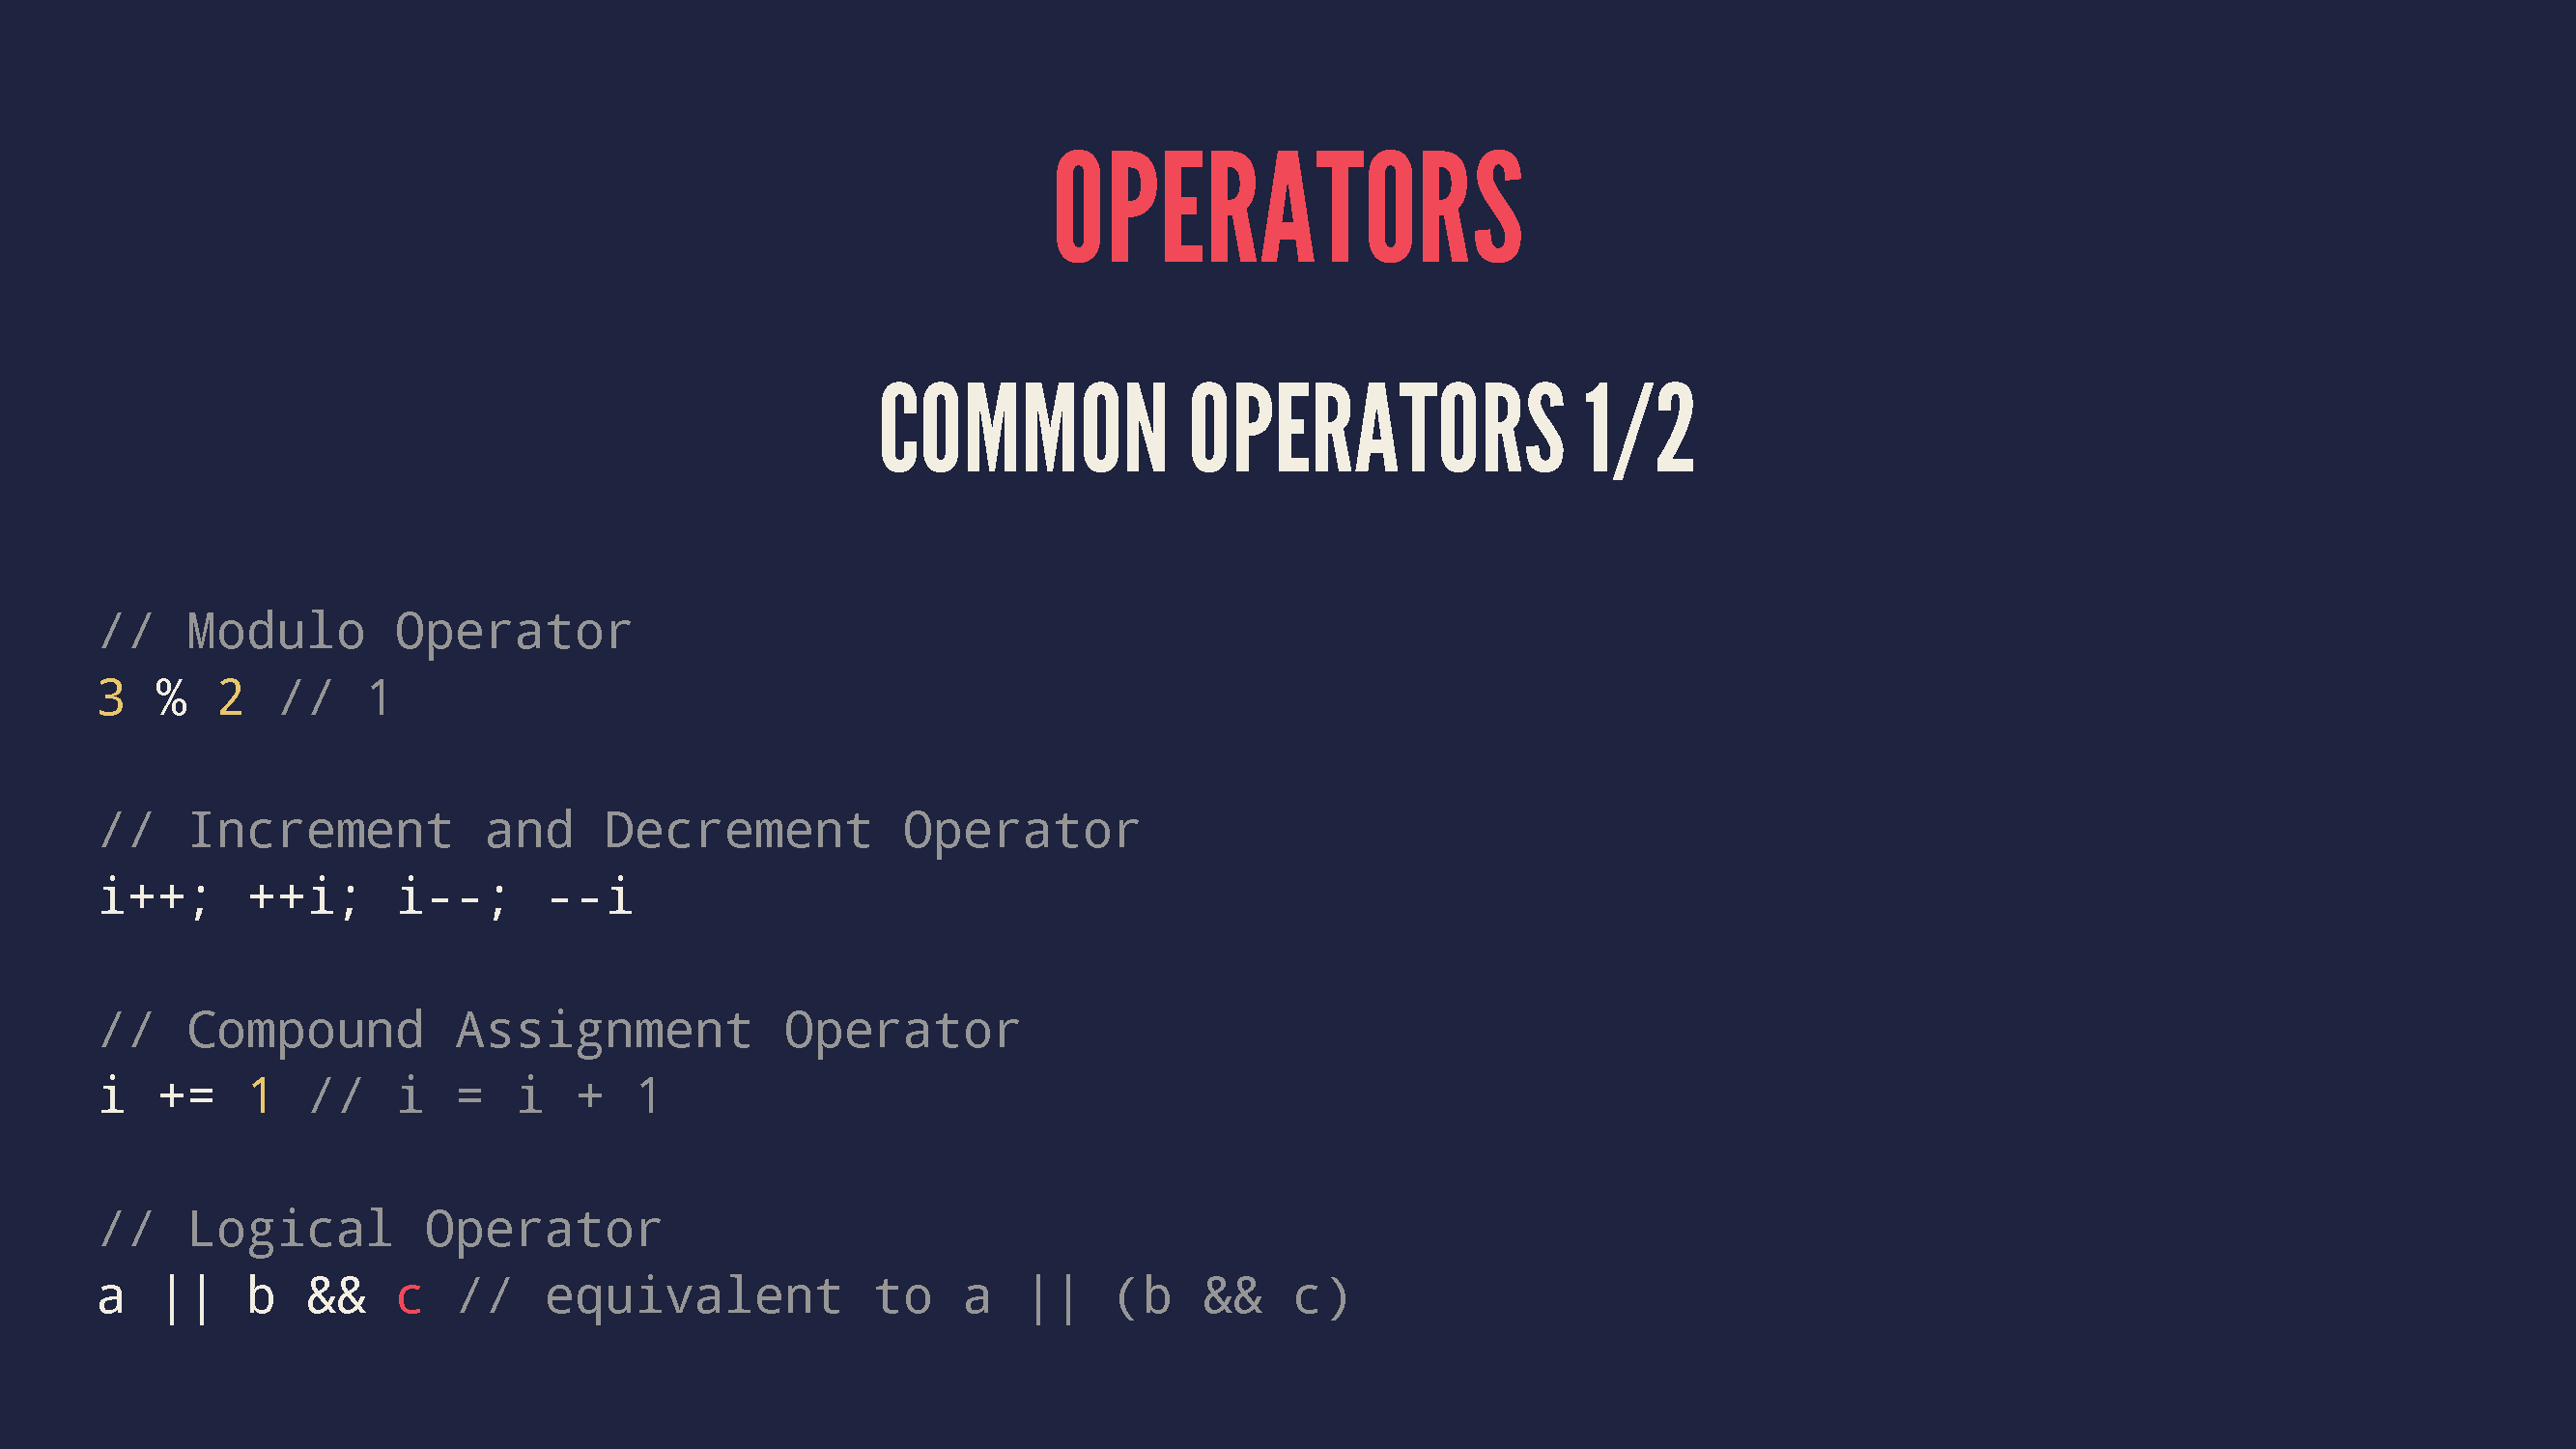 OPERATORS
COMMON OPERATORS 1/2
// Modulo Operator
3 % 2 // 1
// Increment and Decrement Operator
i++; ++i; i--; --i
// Compound Assignment Operator
i += 1 // i = i + 1
// Logical Operator
a || b && c // equivalent to a || (b && c)